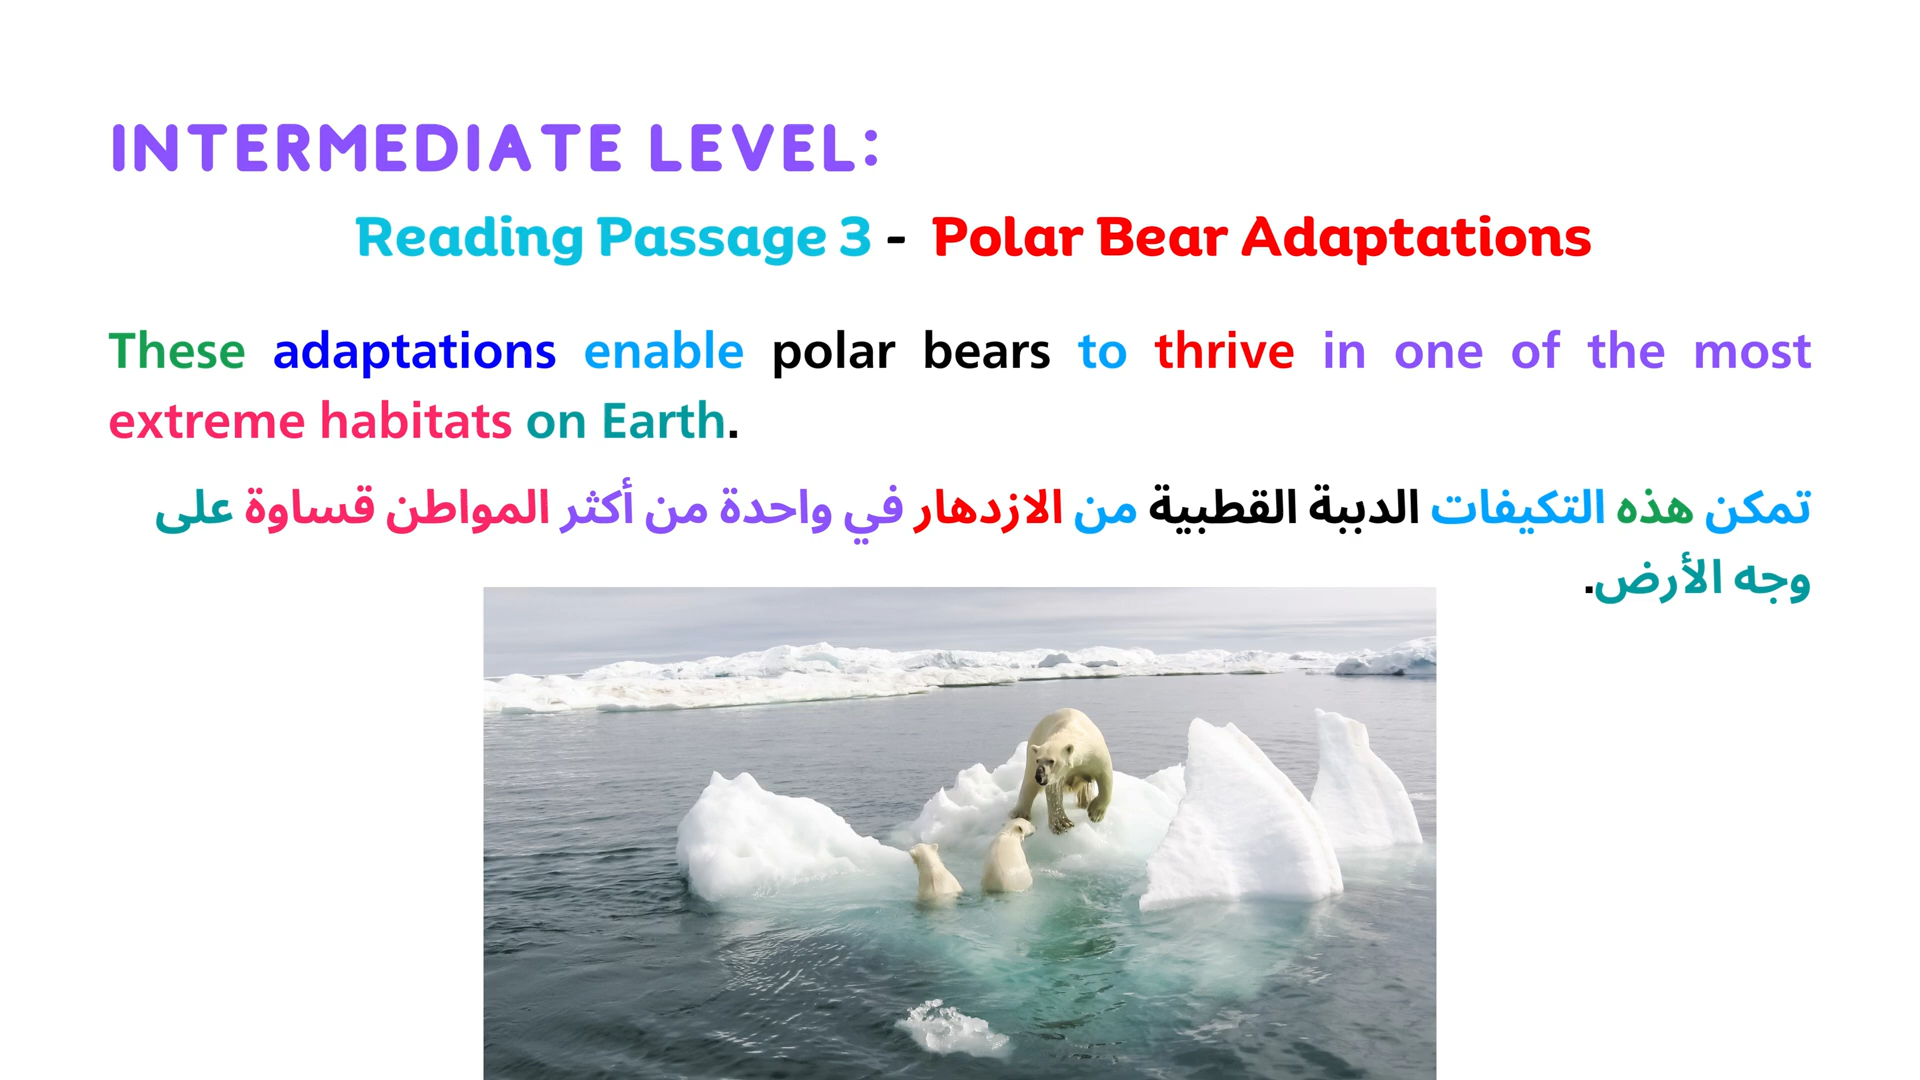 INTERMEDIATE LEVEL:
Reading Passage 3 - Polar Bear Adaptations
These adaptations enable polar bears to thrive in one of the most
extreme habitats on Earth.
تمكن هذه التكيفات الدببة القطبية من الازدهار في واحدة من أكثر المواطن قساوة على
وجه الأرض.